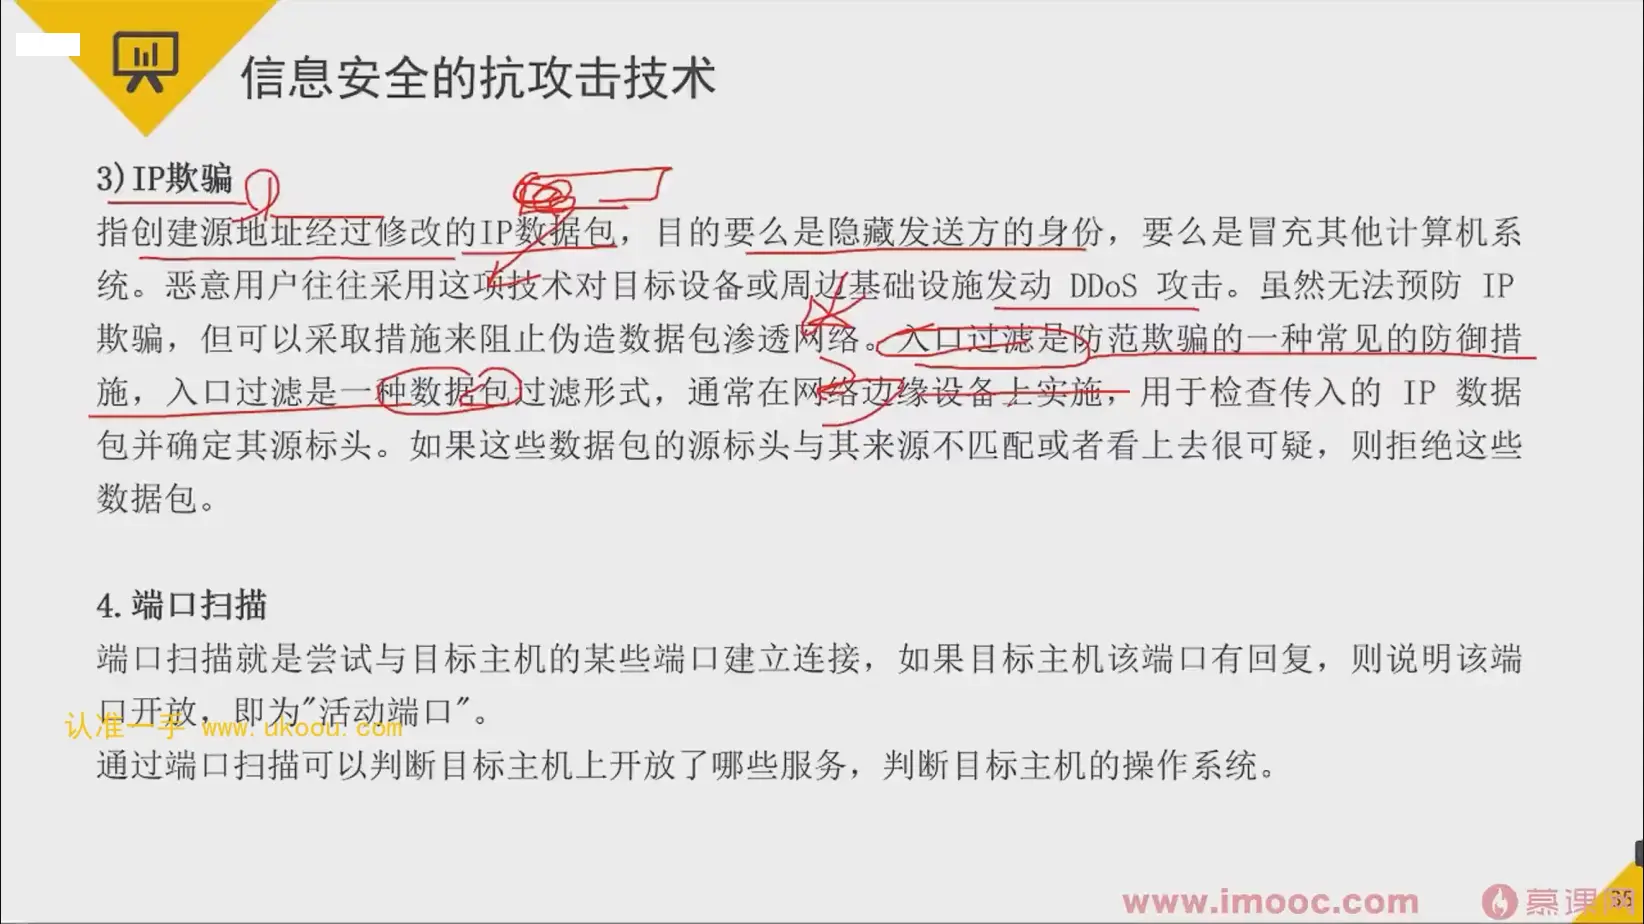 信息安全的抗攻击技术
3)IP欺骗
指创建源地址经过修改的IP数据包，目的要么是隐藏发送方的身份，要么是冒充其他计算机系
统。恶意用户往往采用这项技术对目标设备或周边基础设施发动 DDoS 攻击。虽然无法预防 IP
欺骗，但可以采取措施来阻止伪造数据包渗透网络。入口过滤是防范欺骗的一种常见的防御措
施，入口过滤是一种数据包过滤形式，通常在网络边缘设备上实施，用于检查传入的 IP 数据
包并确定其源标头。如果这些数据包的源标头与其来源不匹配或者看上去很可疑，则拒绝这些
数据包。
4.端口扫描
端口扫描就是尝试与目标主机的某些端口建立连接，如果目标主机该端口有回复，则说明该端
口开放，即为"活动端口"。
认准一手 www.ukoou.com
通过端口扫描可以判断目标主机上开放了哪些服务，判断目标主机的操作系统。
www.imooc.com 慕课网